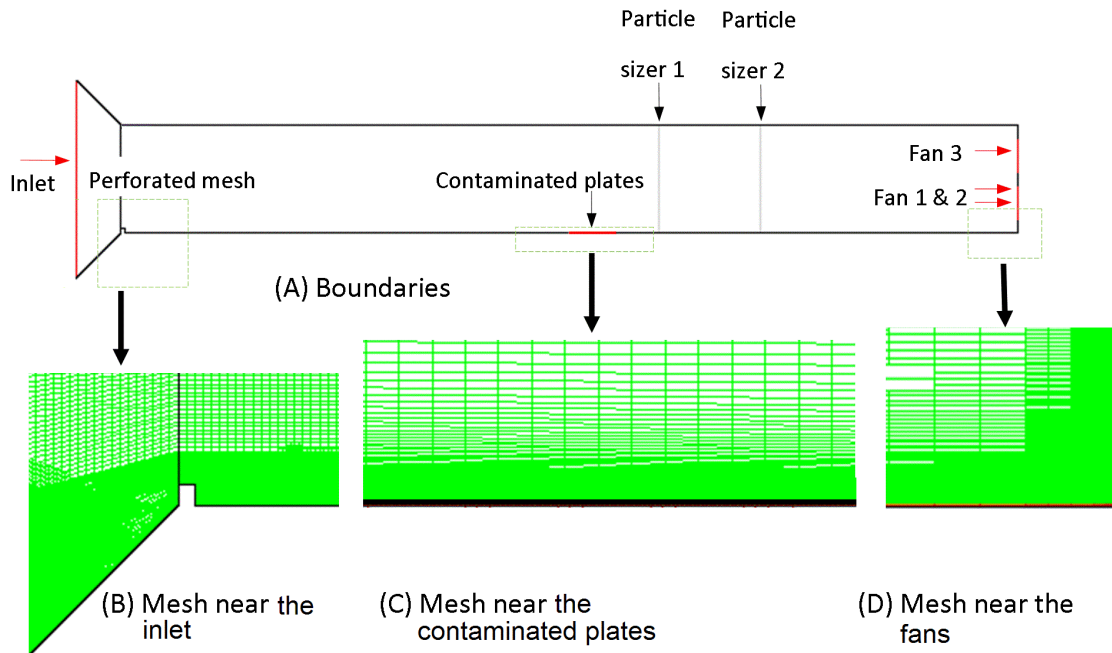 Particle
sizer 1
Particle
sizer 2
Inlet
Perforated mesh
Contaminated plates
Fan 3
Fan 1 & 2
(A) Boundaries
(B) Mesh near the
inlet
(C) Mesh near the
contaminated plates
(D) Mesh near the
fans